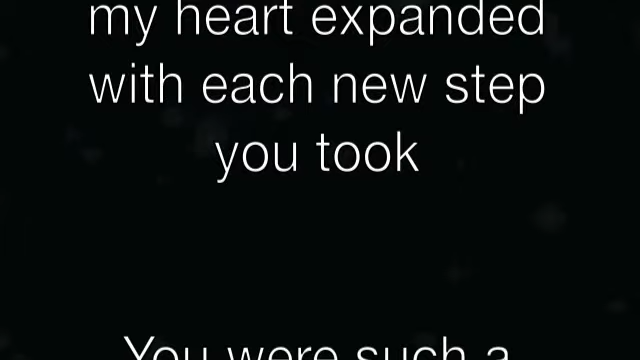 my heart expanded
with each new step
you took
You were such a